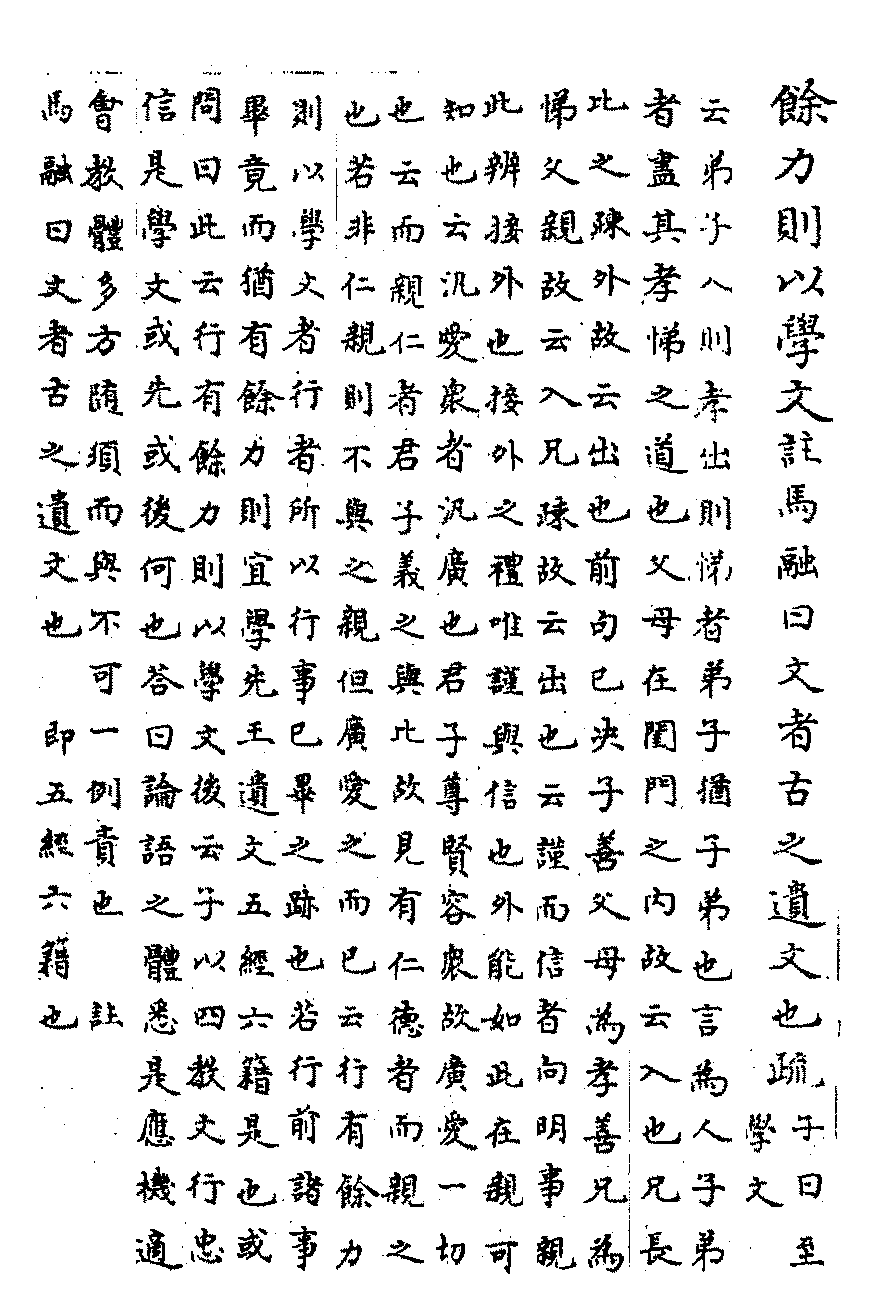 餘力則以學文註馬融曰文者古之遺文也疏子曰至學文
云弟子入則孝出則悌者弟子猶子弟也言為人子弟
者盡其孝悌之道也父母在閨門之內故云入也兄長
比之疎外故云出也前句已決子善父母為孝善兄為
悌父親故云入兄疎故云出也云謹而信者向明事親
此辨接外也接外之禮唯謹與信也外能如此在親可
知也云汎愛衆者汎廣也君子尊賢容衆故廣愛一切
也云而親仁者君子義之與比故見有仁德者而親之
也若非仁親則不與之親但廣愛之而已云行有餘力
則以學文者行者所以行事已畢之跡也若行前諸事
畢竟而猶有餘力則宜學先王遺文五經六籍是也或
問曰此云行有餘力則以學文後云子以四教文行忠
信是學文或先或後何也答曰論語之體悉是應機適
會教體多方隨須而與不可一例責也 註
馬融曰文者古之遺文也 即五經六籍也